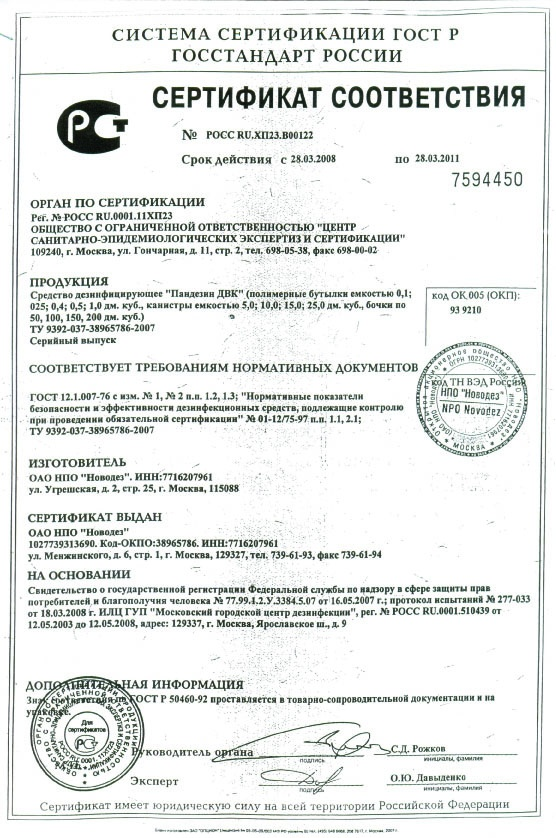 СИСТЕМА СЕРТИФИКАЦИИ ГОСТ Р
ГОССТАНДАРТ РОССИИ
СЕРТИФИКАТ СООТВЕТСТВИЯ
№ РОСС RU.ХП23.В00122
Срок действия с 28.03.2008 по 28.03.2011
7594450
ОРГАН ПО СЕРТИФИКАЦИИ
Рег. № РОСС RU.0001.11ХП23
ОБЩЕСТВО С ОГРАНИЧЕННОЙ ОТВЕТСТВЕННОСТЬЮ "ЦЕНТР
САНИТАРНО-ЭПИДЕМИОЛОГИЧЕСКИХ ЭКСПЕРТИЗ И СЕРТИФИКАЦИИ"
109240, г. Москва, ул. Гончарная, д. 11, стр. 2, тел. 698-05-38, факс 698-00-02
ПРОДУКЦИЯ
Средство дезинфицирующее "Пандезин ДВК" (полимерные бутылки емкостью 0,1;
025; 0,4; 0,5; 1,0 дм. куб., канистры емкостью 5,0; 10,0; 15,0; 25,0 дм. куб., бочки по
50, 100, 150, 200 дм. куб.)
ТУ 9392-037-38965786-2007
Серийный выпуск
код ОК 005 (ОКП):
93 9210
СООТВЕТСТВУЕТ ТРЕБОВАНИЯМ НОРМАТИВНЫХ ДОКУМЕНТОВ
ГОСТ 12.1.007-76 с изм. № 1, № 2 п.п. 1.2, 1.3; "Нормативные показатели
безопасности и эффективности дезинфекционных средств, подлежащие контролю
при проведении обязательной сертификации" № 01-12/75-97 п.п. 1.1, 2.1;
ТУ 9392-037-38965786-2007
код ТН ВЭД России
НПО "Новодез"
NPO Novodez
МОСКВА
ИЗГОТОВИТЕЛЬ
ОАО НПО "Новодез". ИНН:7716207961
ул. Угрешская, д. 2, стр. 25, г. Москва, 115088
СЕРТИФИКАТ ВЫДАН
ОАО НПО "Новодез"
1027739313690. Код-ОКПО:38965786. ИНН:7716207961
ул. Менжинского, д. 6, стр. 1, г. Москва, 129327, тел. 739-61-93, факс 739-61-94
НА ОСНОВАНИИ
Свидетельство о государственной регистрации Федеральной службы по надзору в сфере защиты прав
потребителей и благополучия человека № 77.99.1.2.У.3384.5.07 от 16.05.2007 г.; протокол испытаний № 277-033
от 18.03.2008 г. ИЛЦ ГУП "Московский городской центр дезинфекции", рег. № РОСС RU.0001.510439 от
12.05.2003 до 12.05.2008, адрес: 129337, г. Москва, Ярославское ш., д. 9
ДОПОЛНИТЕЛЬНАЯ ИНФОРМАЦИЯ
Знак соответствия ГОСТ Р 50460-92 проставляется в товарно-сопроводительной документации и на
упаковке.
Для
сертификатов
Руководитель органа
С.Д. Рожков
подпись
инициалы, фамилия
Эксперт
О.Ю. Давыденко
подпись
инициалы, фамилия
Сертификат имеет юридическую силу на всей территории Российской Федерации